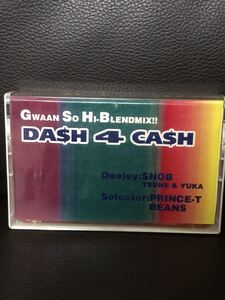 GWAAN SO HI-BLENDMIX!!
DA$H 4 CA$H
Deejay:SNOB
TSUNE & YUKA
Selector:PRINCE-T
BEANS